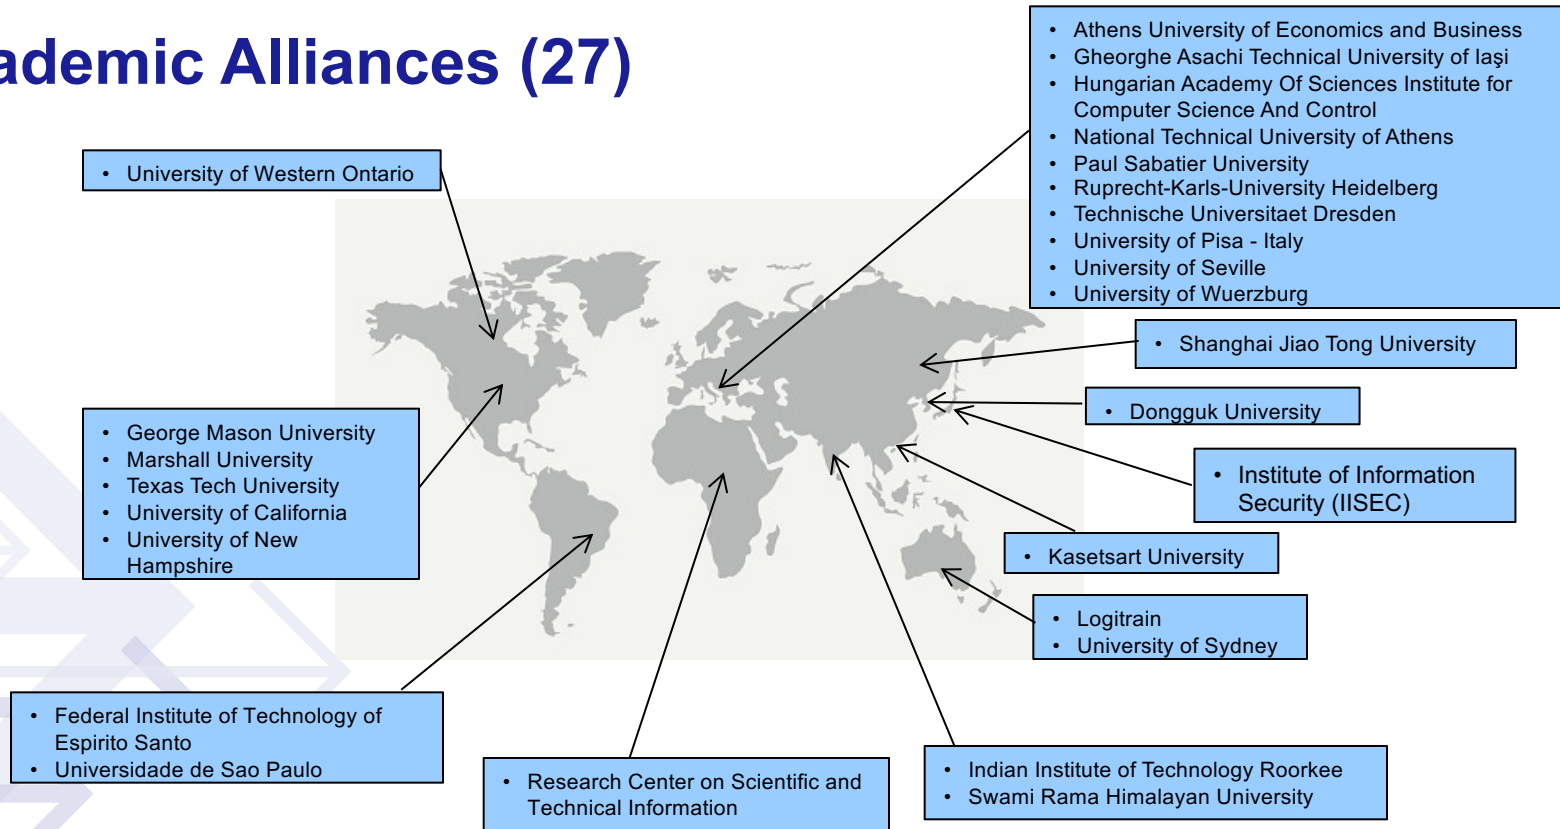 ademic Alliances (27)
• Athens University of Economics and Business
• Gheorghe Asachi Technical University of Iaşi
• Hungarian Academy Of Sciences Institute for
Computer Science And Control
• National Technical University of Athens
• Paul Sabatier University
• Ruprecht-Karls-University Heidelberg
• Technische Universitaet Dresden
• University of Pisa - Italy
• University of Seville
• University of Wuerzburg
• University of Western Ontario
• Shanghai Jiao Tong University
• Dongguk University
• George Mason University
• Marshall University
• Texas Tech University
• University of California
• University of New
Hampshire
• Institute of Information
Security (IISEC)
• Kasetsart University
• Logitrain
• University of Sydney
• Federal Institute of Technology of
Espirito Santo
• Universidade de Sao Paulo
• Research Center on Scientific and
Technical Information
• Indian Institute of Technology Roorkee
• Swami Rama Himalayan University